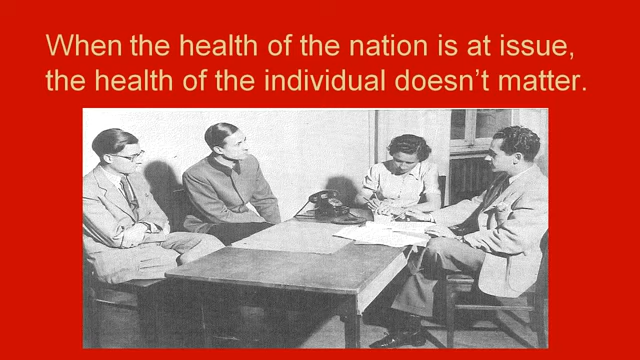 When the health of the nation is at issue,
the health of the individual doesn’t matter.